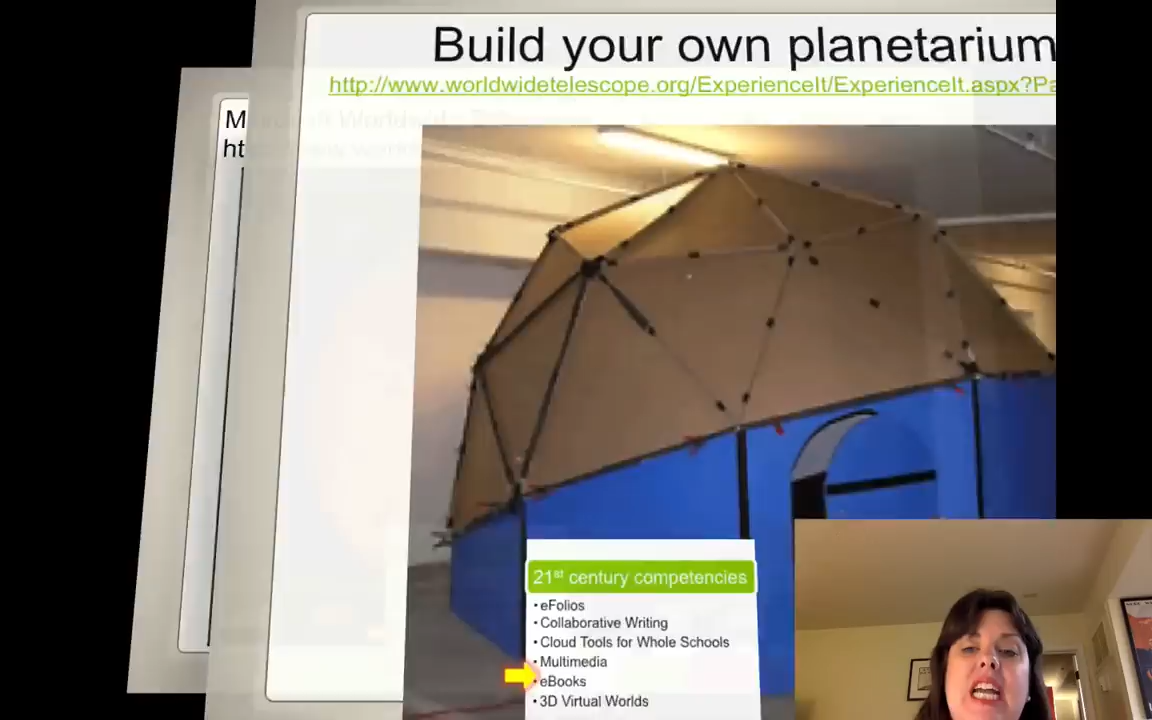 Build your own planetarium
http://www.worldwidetelescope.org/ExperienceIt/ExperienceIt.aspx?Pa
M
ht
21st century competencies
• eFolios
• Collaborative Writing
• Cloud Tools for Whole Schools
• Multimedia
• eBooks
• 3D Virtual Worlds